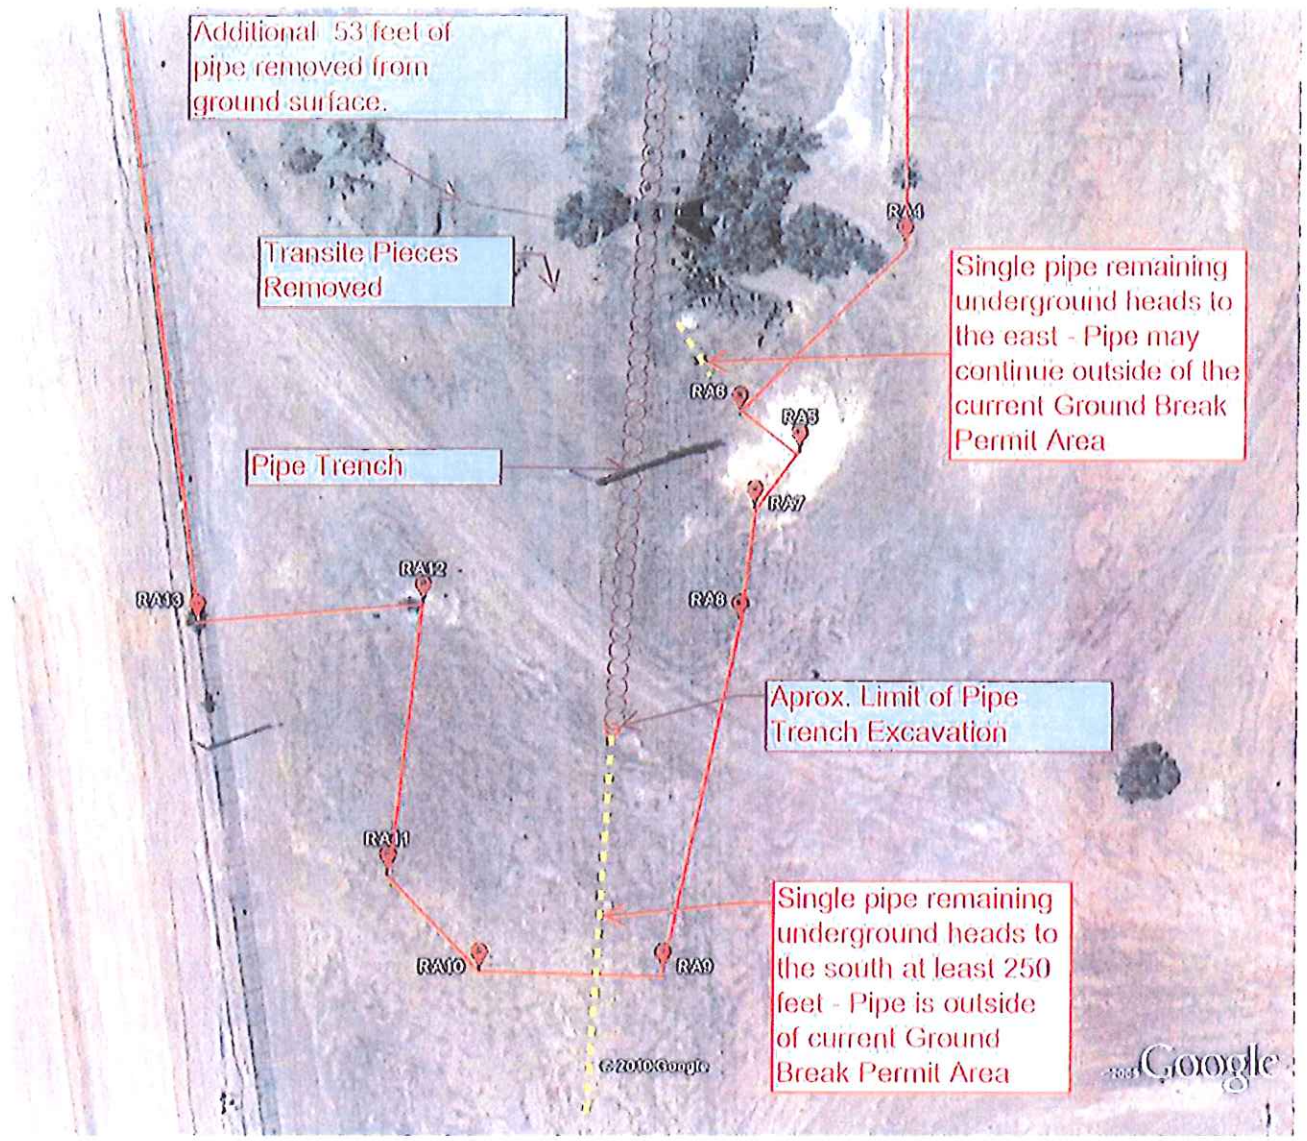 Additional 53 feet of
pipe removed from
ground surface.
RA4
Transite Pieces
Removed
Single pipe remaining
underground heads to
the east - Pipe may
continue outside of the
current Ground Break
Permit Area
RA6
RA5
Pipe Trench
RA7
RA12
RA13
RA8
Aprox. Limit of Pipe
Trench Excavation
RA11
Single pipe remaining
underground heads to
the south at least 250
feet - Pipe is outside
of current Ground
Break Permit Area
RA10
RA9
© 2010 Google
Google